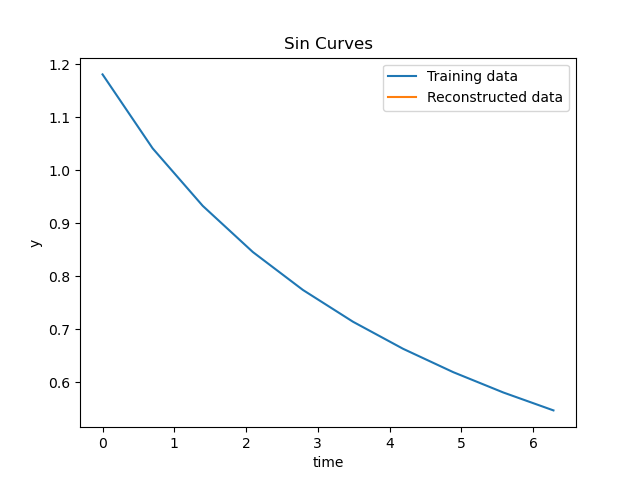 Sin Curves
Training data
Reconstructed data
1.2
1.1
1.0
0.9
0.8
0.7
0.6
y
0 1 2 3 4 5 6
time